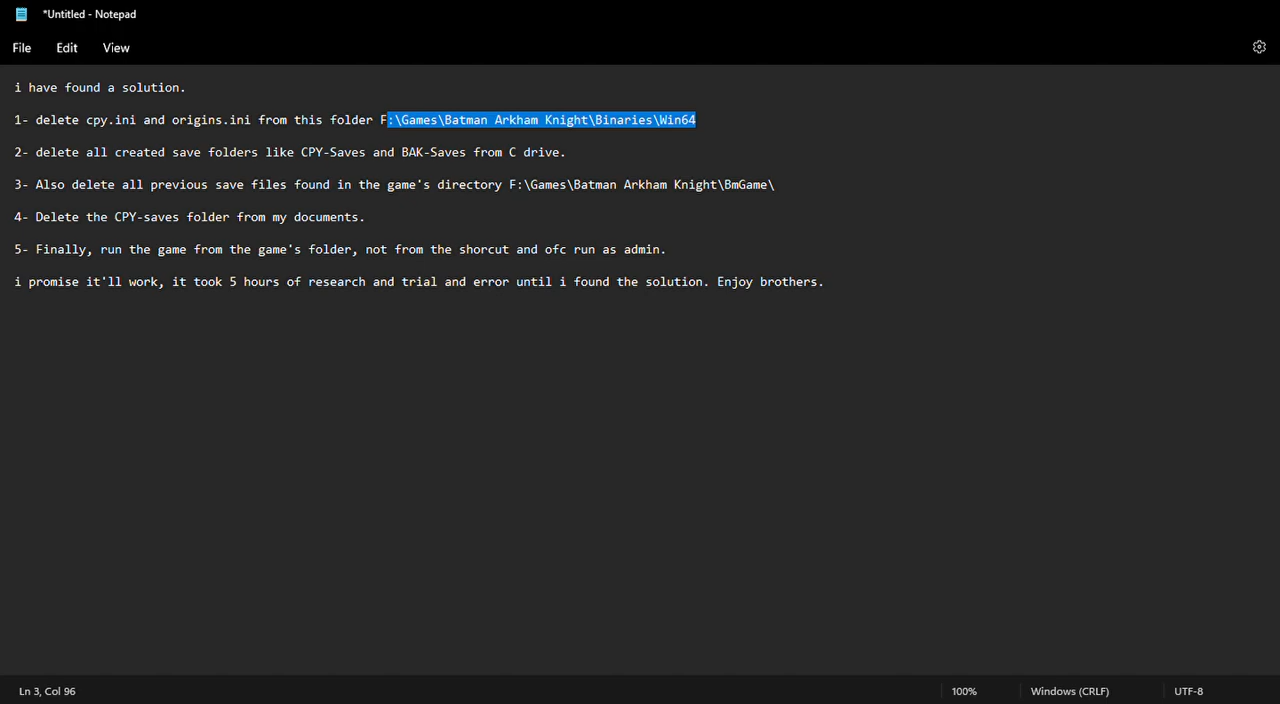 *Untitled - Notepad
File Edit View
i have found a solution.
1- delete cpy.ini and origins.ini from this folder F:\Games\Batman Arkham Knight\Binaries\Win64
2- delete all created save folders like CPY-Saves and BAK-Saves from C drive.
3- Also delete all previous save files found in the game's directory F:\Games\Batman Arkham Knight\BmGame\
4- Delete the CPY-saves folder from my documents.
5- Finally, run the game from the game's folder, not from the shorcut and ofc run as admin.
i promise it'll work, it took 5 hours of research and trial and error until i found the solution. Enjoy brothers.
Ln 3, Col 96 100% Windows (CRLF) UTF-8